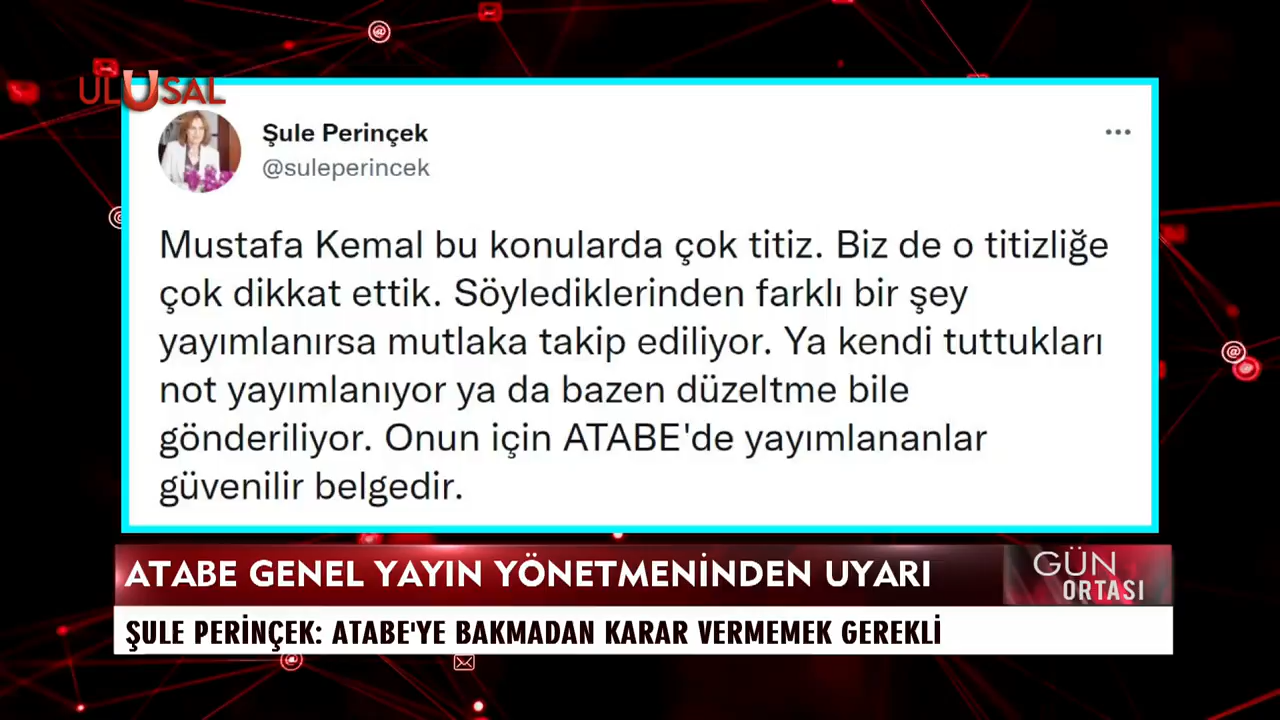 ULUSAL
Şule Perinçek
@suleperincek
Mustafa Kemal bu konularda çok titiz. Biz de o titizliğe
çok dikkat ettik. Söylediklerinden farklı bir şey
yayımlanırsa mutlaka takip ediliyor. Ya kendi tuttukları
not yayımlanıyor ya da bazen düzeltme bile
gönderiliyor. Onun için ATABE'de yayımlananlar
güvenilir belgedir.
ATABE GENEL YAYIN YÖNETMENİNDEN UYARI
GÜN
ORTASI
ŞULE PERİNÇEK: ATABE'YE BAKMADAN KARAR VERMEMEK GEREKLİ